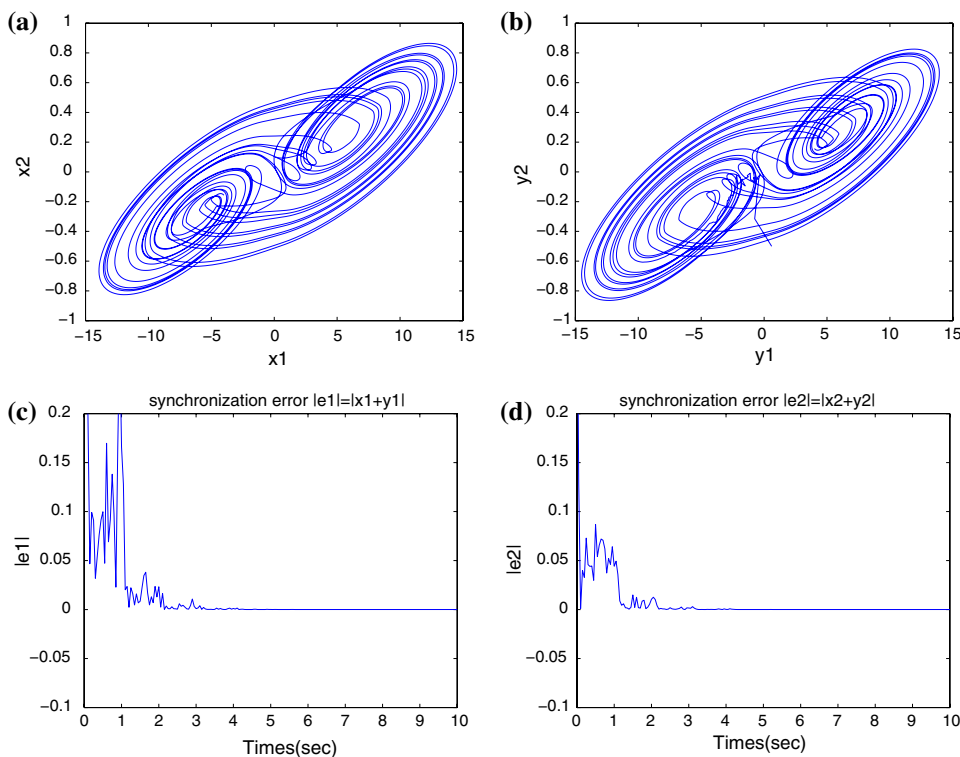 (a)
1
0.8
0.6
0.4
0.2
0
−0.2
−0.4
−0.6
−0.8
−1
x2
−15 −10 −5 0 5 10 15
x1
(b)
1
0.8
0.6
0.4
0.2
0
−0.2
−0.4
−0.6
−0.8
−1
y2
−15 −10 −5 0 5 10 15
y1
(c)
synchronization error |e1|=|x1+y1|
0.2
0.15
0.1
0.05
0
−0.05
−0.1
|e1|
0 1 2 3 4 5 6 7 8 9 10
Times(sec)
(d)
synchronization error |e2|=|x2+y2|
0.2
0.15
0.1
0.05
0
−0.05
−0.1
|e2|
0 1 2 3 4 5 6 7 8 9 10
Times(sec)